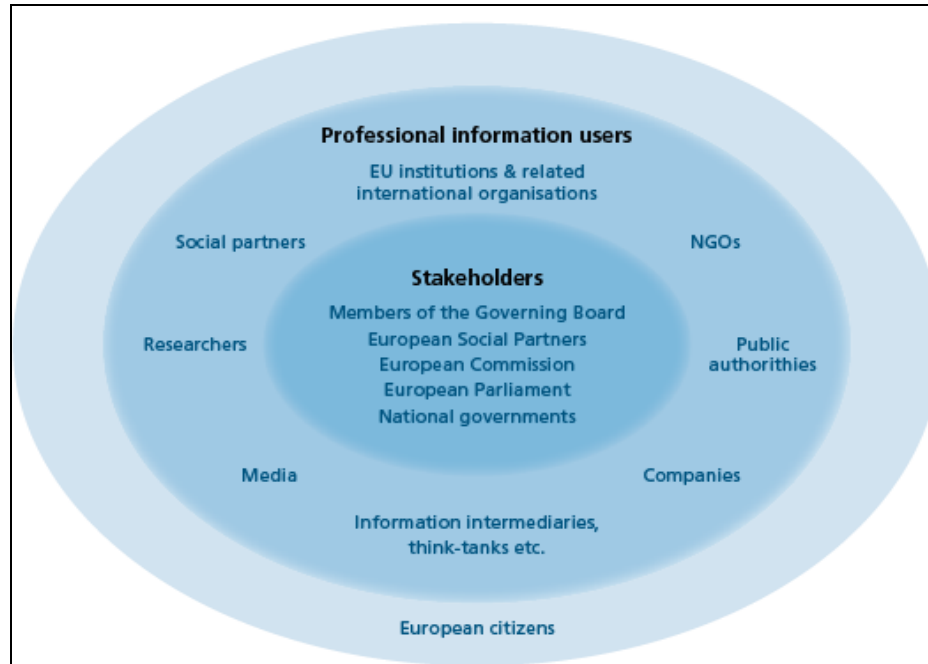 Professional information users
EU institutions & related
international organisations
Social partners
NGOs
Stakeholders
Members of the Governing Board
European Social Partners
European Commission
European Parliament
National governments
Researchers
Public
authorithies
Media
Companies
Information intermediaries,
think-tanks etc.
European citizens